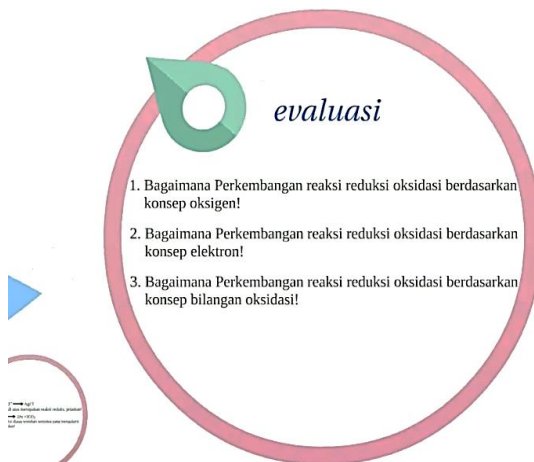 evaluasi
1. Bagaimana Perkembangan reaksi reduksi oksidasi berdasarkan
konsep oksigen!
2. Bagaimana Perkembangan reaksi reduksi oksidasi berdasarkan
konsep elektron!
3. Bagaimana Perkembangan reaksi reduksi oksidasi berdasarkan
konsep bilangan oksidasi!